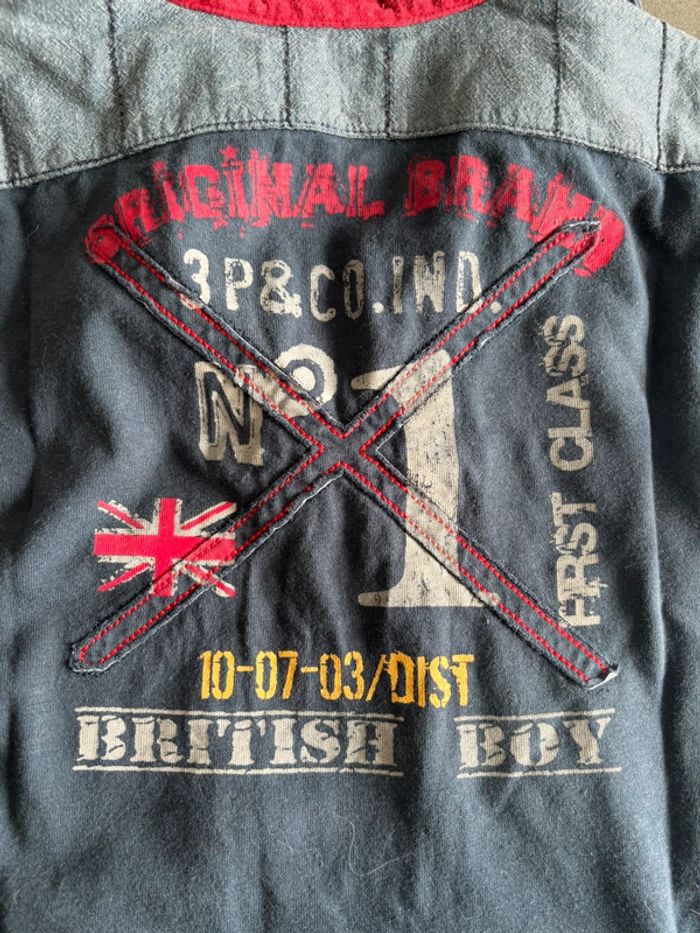 ORIGINAL BRAND
3P&CO.IND.
Nº1
FIRST CLASS
10-07-03/DIST
BRITISH BOY